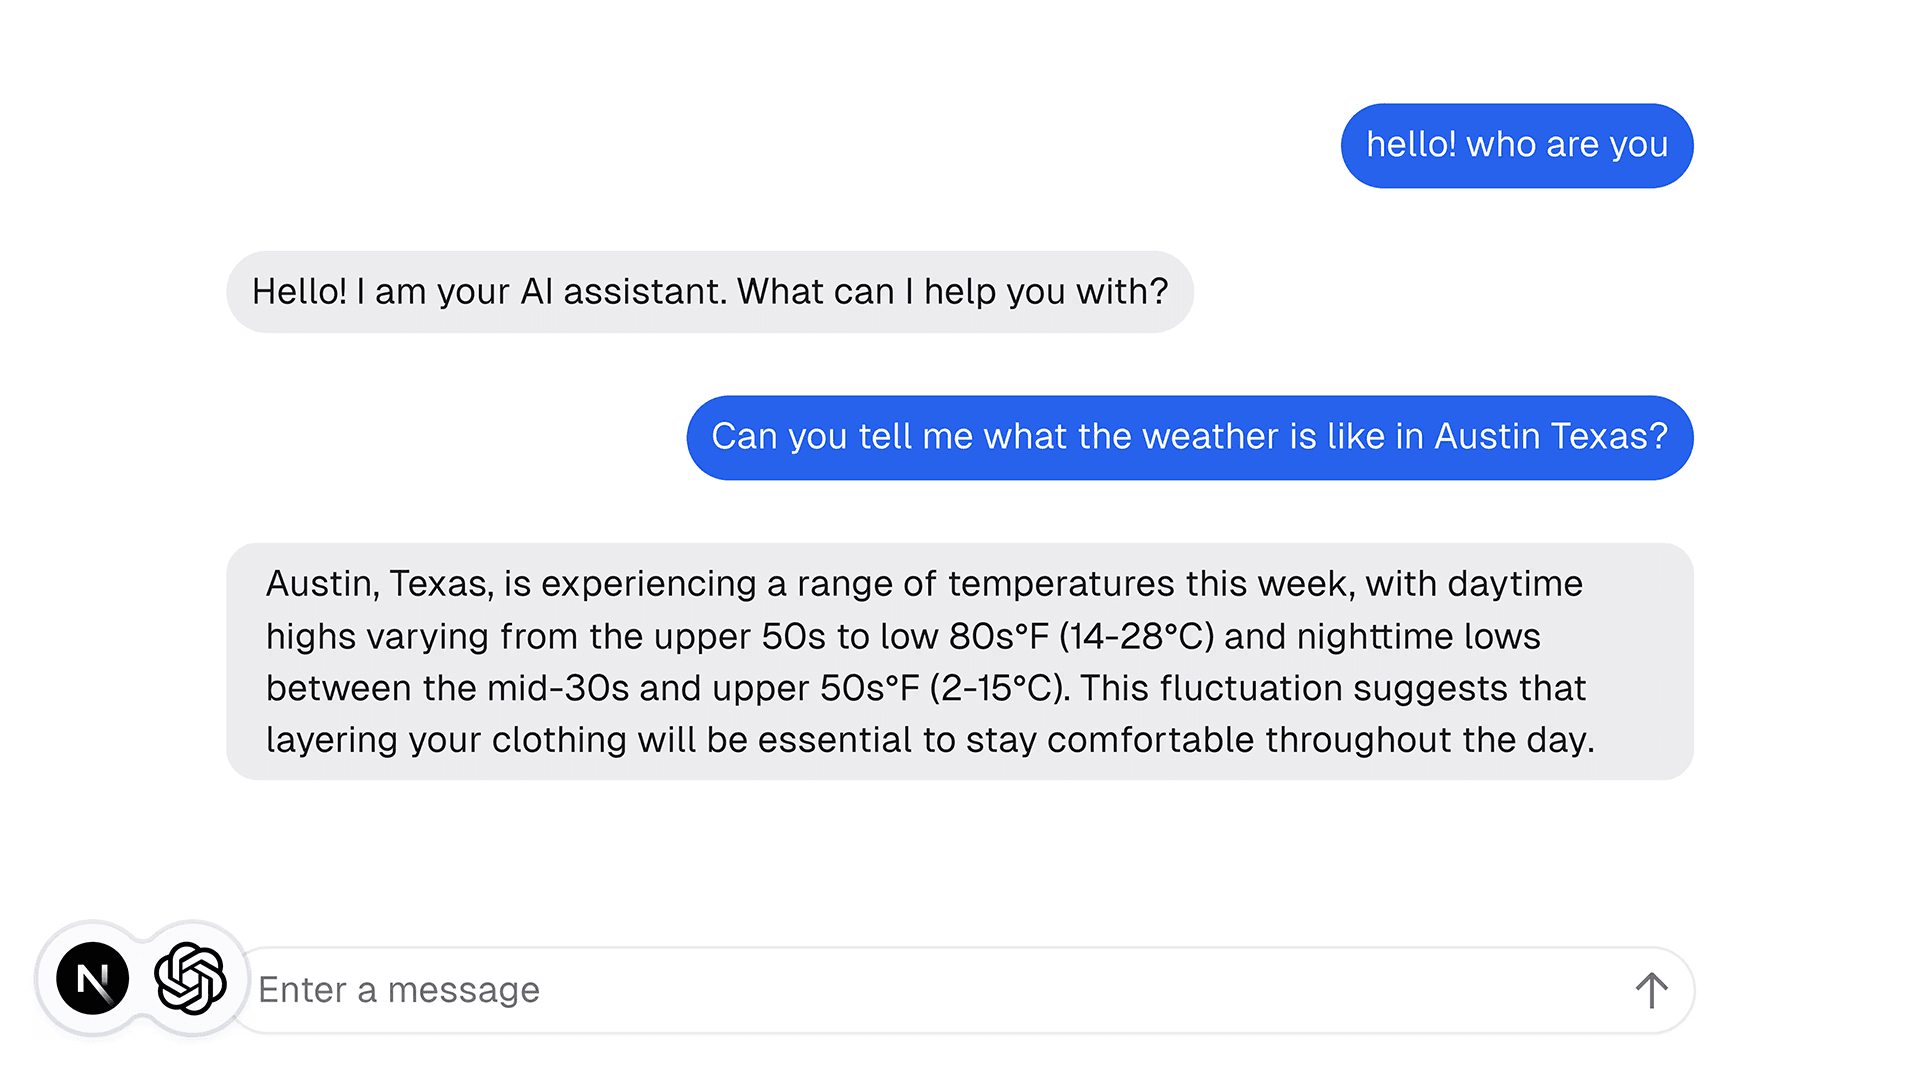 hello! who are you
Hello! I am your AI assistant. What can I help you with?
Can you tell me what the weather is like in Austin Texas?
Austin, Texas, is experiencing a range of temperatures this week, with daytime
highs varying from the upper 50s to low 80s°F (14-28°C) and nighttime lows
between the mid-30s and upper 50s°F (2-15°C). This fluctuation suggests that
layering your clothing will be essential to stay comfortable throughout the day.
N
Enter a message